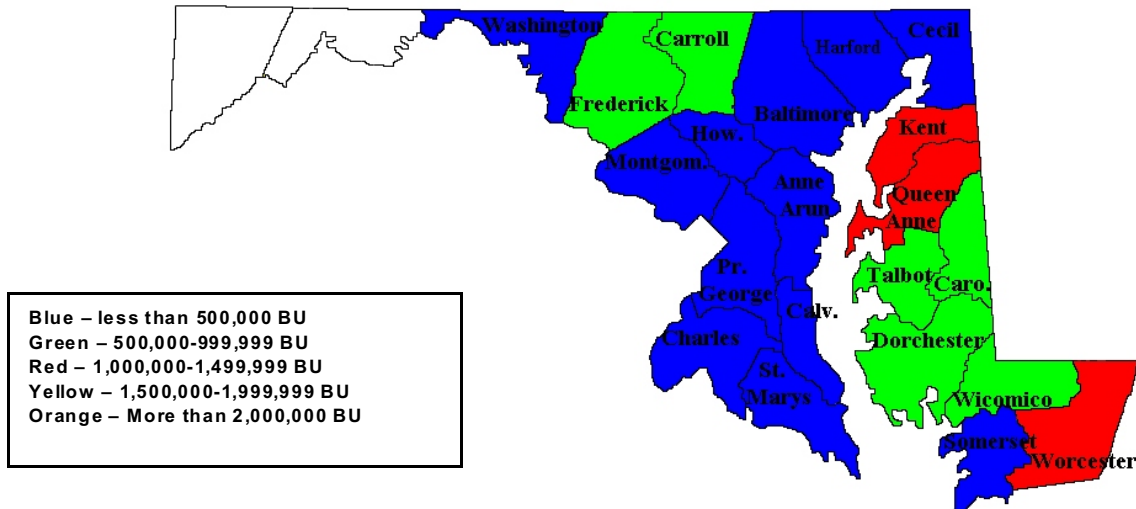 Washington
Carroll
Harford
Cecil
Frederick
Baltimore
How.
Kent
Montgom.
Anne
Arun
Queen
Anne
Pr.
George
Talbot
Caro.
Calv.
Charles
Dorchester
St.
Marys
Wicomico
Somerset
Worcester
Blue – less than 500,000 BU
Green – 500,000-999,999 BU
Red – 1,000,000-1,499,999 BU
Yellow – 1,500,000-1,999,999 BU
Orange – More than 2,000,000 BU